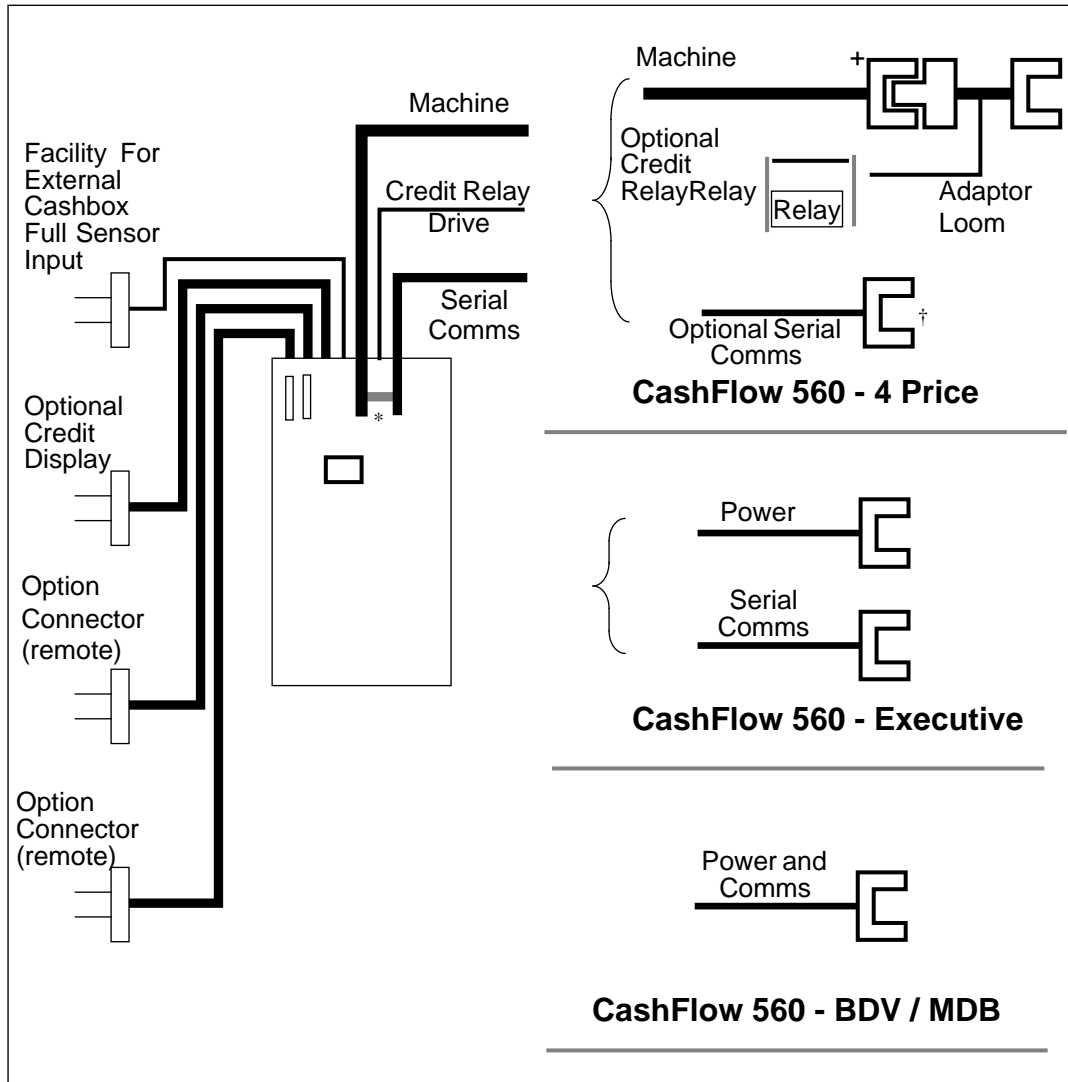 Machine
Credit Relay
Drive
Serial
Comms
Facility For
External
Cashbox
Full Sensor
Input
Optional
Credit
Display
Option
Connector
(remote)
Option
Connector
(remote)
*
Machine
+
Optional
Credit
RelayRelay
Relay
Adaptor
Loom
Optional Serial
Comms
†
CashFlow 560 - 4 Price
Power
Serial
Comms
CashFlow 560 - Executive
Power and
Comms
CashFlow 560 - BDV / MDB